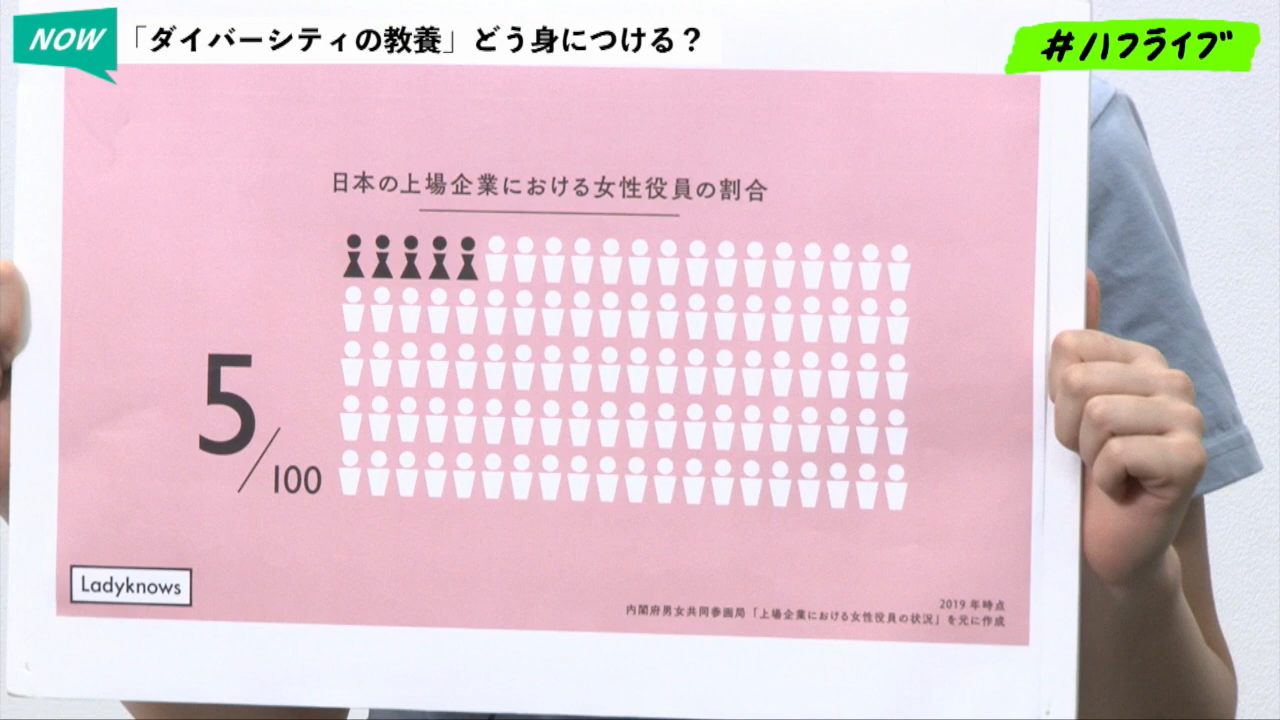 NOW
「ダイバーシティの教養」どう身につける？
#ハフライブ
日本の上場企業における女性役員の割合
5/100
Ladyknows
2019年時点
内閣府男女共同参画局「上場企業における女性役員の状況」を元に作成